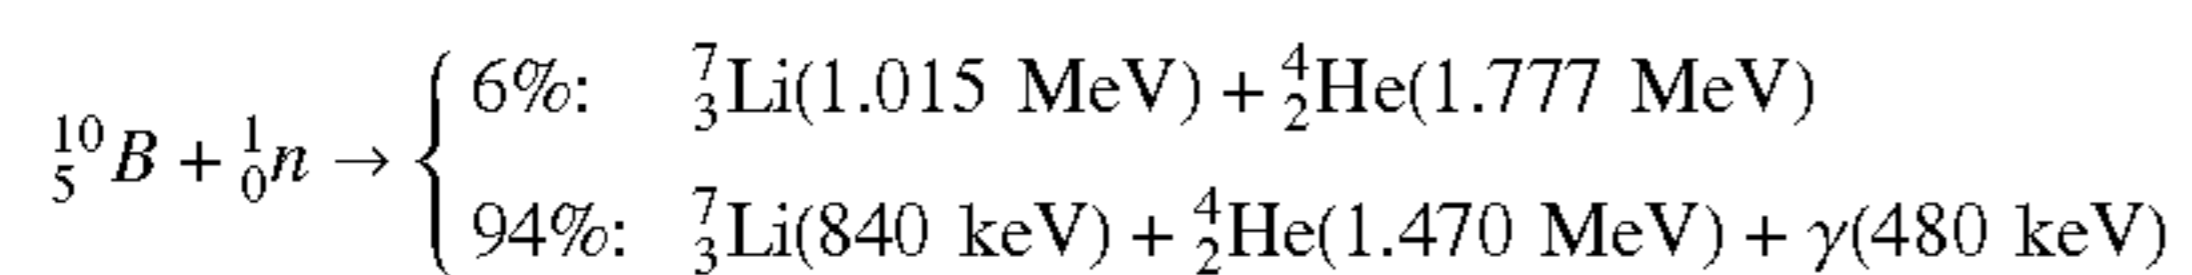 6%: ⁷₃Li(1.015 MeV) + ⁴₂He(1.777 MeV)
¹⁰₅B + ¹₀n → {
94%: ⁷₃Li(840 keV) + ⁴₂He(1.470 MeV) + γ(480 keV)